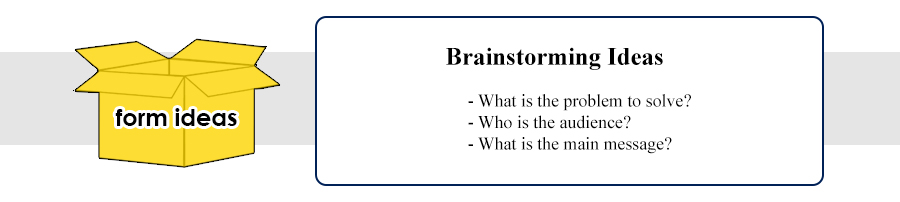 form ideas
Brainstorming Ideas
- What is the problem to solve?
- Who is the audience?
- What is the main message?